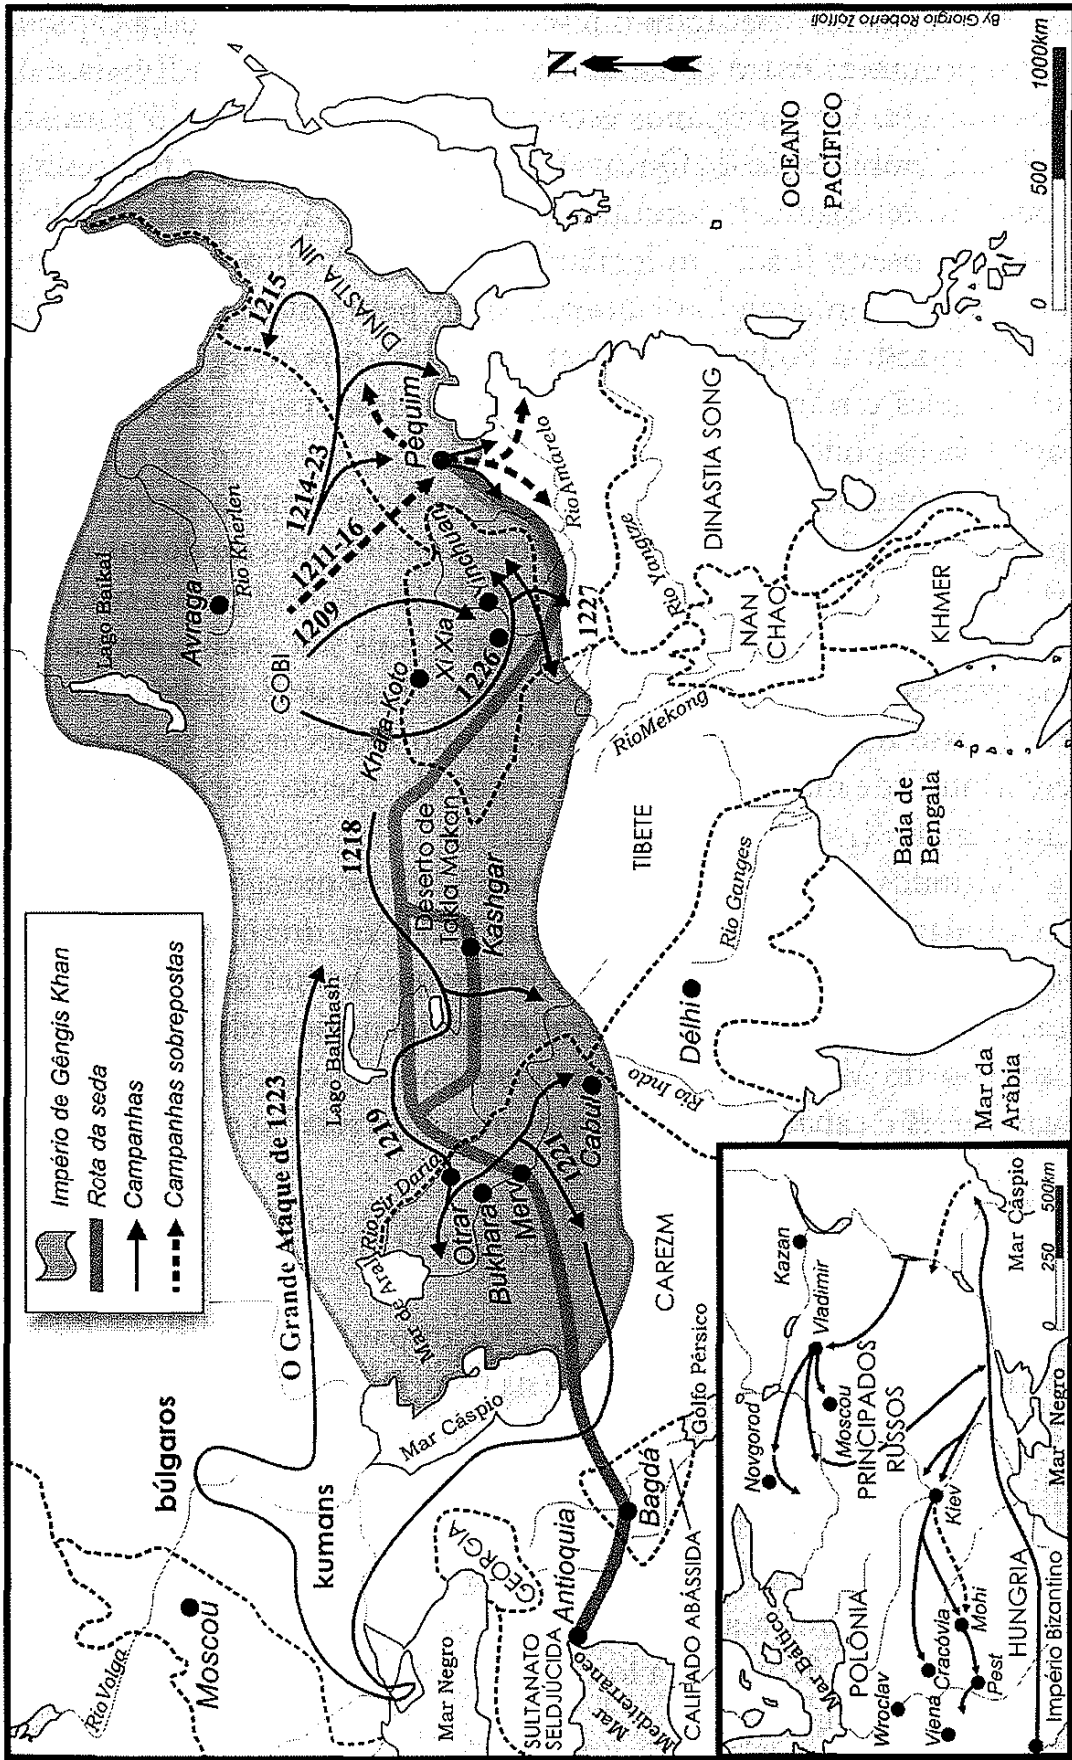 Império de Gêngis Khan
Rota da seda
Campanhas
Campanhas sobrepostas
búlgaros
O Grande Ataque de 1223
Rio Volga
Moscou
kumans
Mar Negro
GEORGIA
SULTANATO
SELDJÚCIDA
Antioquia
Mar
Mediterraneo
CALIFADO ABÁSSIDA
Bagdá
Golfo Pérsico
Mar Cáspio
Mar de Aral
Rio Sir Daria
Otrar
Bukhara
Merv
1219
1221
Cabul
CAREZM
Lago Balkhash
1218
Deserto de
Takla Makan
Kashgar
Rio Indo
Délhi
Rio Ganges
TIBETE
Mar da
Arábia
Baía de
Bengala
Lago Baikal
Avraga
Rio Kherlen
GOBI
Khara Koto
Xi Xia
Yinchuan
1209
1211-16
1214-23
1215
1226
1227
DINASTIA JIN
Pequim
Rio Amarelo
Rio Yangtze
Rio Mekong
DINASTIA SONG
NAN
CHAO
KHMER
OCEANO
PACÍFICO
N
0 500 1000km
By Giorgio Roberto Zoffoli
Mar Báltico
POLÔNIA
Wroclav
Cracóvia
Viena
Pest
Mohi
HUNGRIA
Império Bizantino
Kiev
Novgorod
Moscou
Vladimir
PRINCIPADOS
RUSSOS
Kazan
Mar Negro
Mar Cáspio
0 250 500km